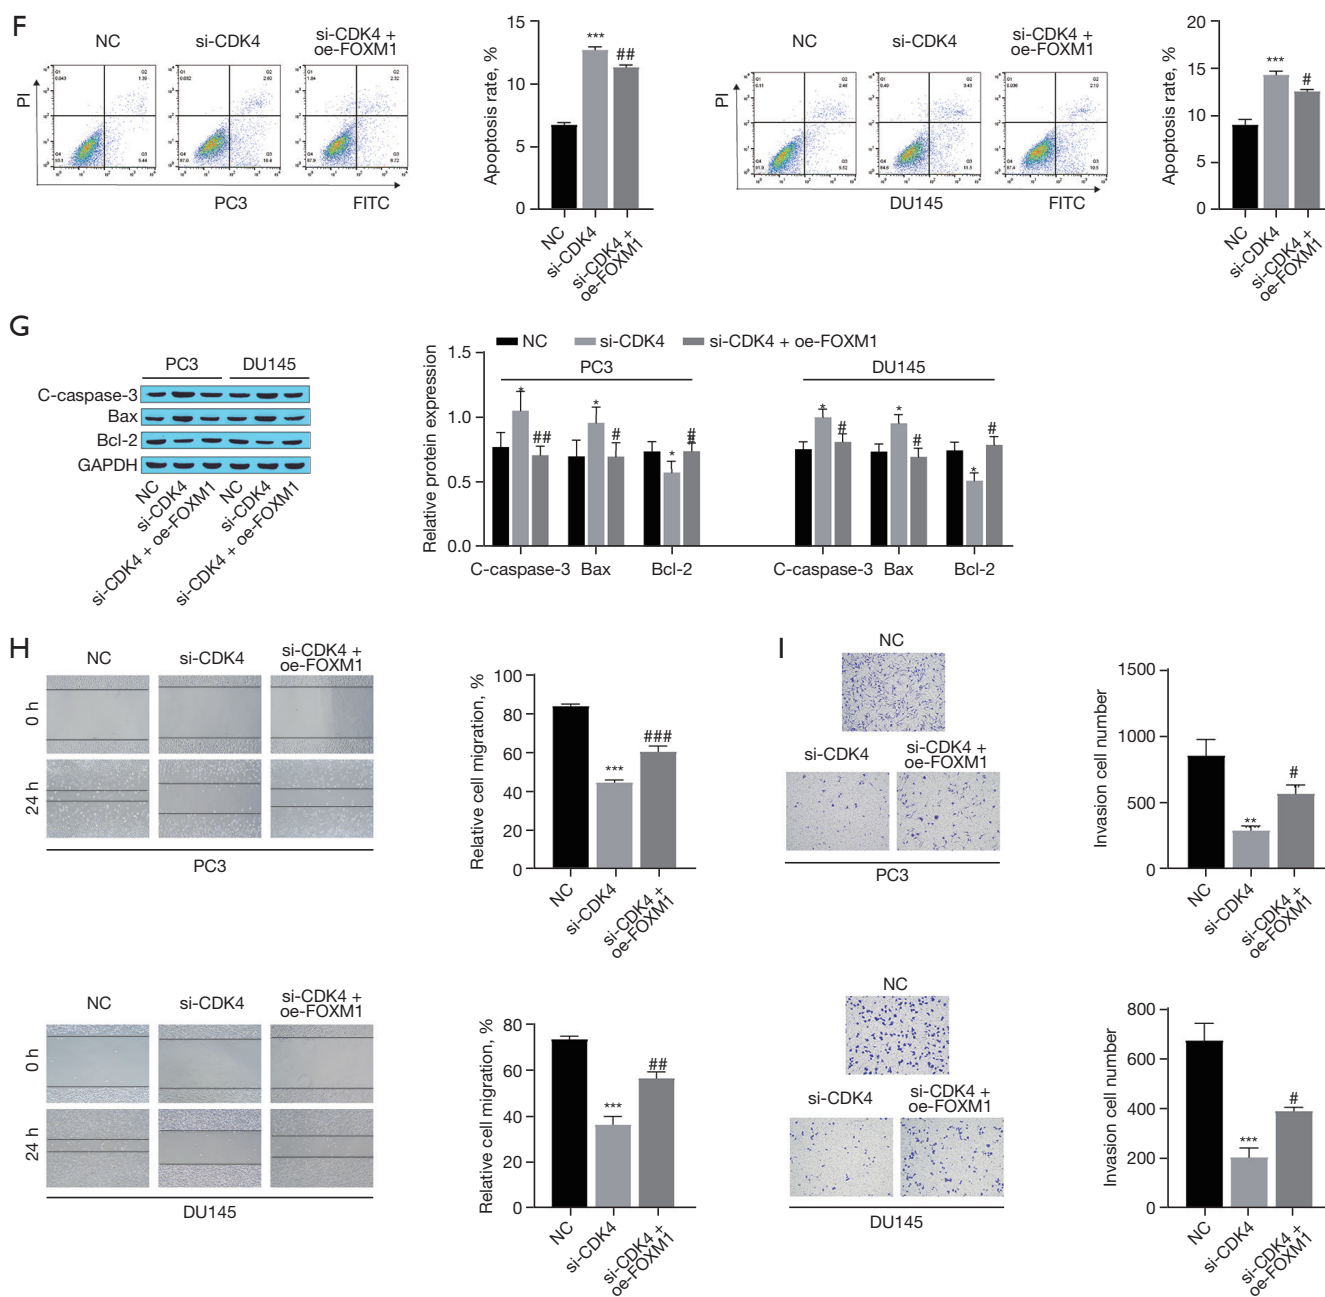 F
NC
si-CDK4
si-CDK4 +
oe-FOXM1
PI
PC3
FITC
Apoptosis rate, %
15
10
5
0
***
##
NC
si-CDK4
si-CDK4 +
oe-FOXM1
NC
si-CDK4
si-CDK4 +
oe-FOXM1
PI
DU145
FITC
Apoptosis rate, %
20
15
10
5
0
***
#
NC
si-CDK4
si-CDK4 +
oe-FOXM1
G
PC3
DU145
C-caspase-3
Bax
Bcl-2
GAPDH
NC
si-CDK4
si-CDK4 + oe-FOXM1
NC
si-CDK4
si-CDK4 + oe-FOXM1
NC
si-CDK4
si-CDK4 + oe-FOXM1
Relative protein expression
1.5
1.0
0.5
0.0
PC3
DU145
*
##
*
#
*
#
*
#
*
#
*
#
C-caspase-3
Bax
Bcl-2
C-caspase-3
Bax
Bcl-2
H
NC
si-CDK4
si-CDK4 +
oe-FOXM1
0 h
24 h
PC3
Relative cell migration, %
100
80
60
40
20
0
***
###
NC
si-CDK4
si-CDK4 +
oe-FOXM1
I
NC
si-CDK4
si-CDK4 +
oe-FOXM1
PC3
Invasion cell number
1500
1000
500
0
**
#
NC
si-CDK4
si-CDK4 +
oe-FOXM1
NC
si-CDK4
si-CDK4 +
oe-FOXM1
0 h
24 h
DU145
Relative cell migration, %
80
60
40
20
0
***
##
NC
si-CDK4
si-CDK4 +
oe-FOXM1
NC
si-CDK4
si-CDK4 +
oe-FOXM1
DU145
Invasion cell number
800
600
400
200
0
***
#
NC
si-CDK4
si-CDK4 +
oe-FOXM1